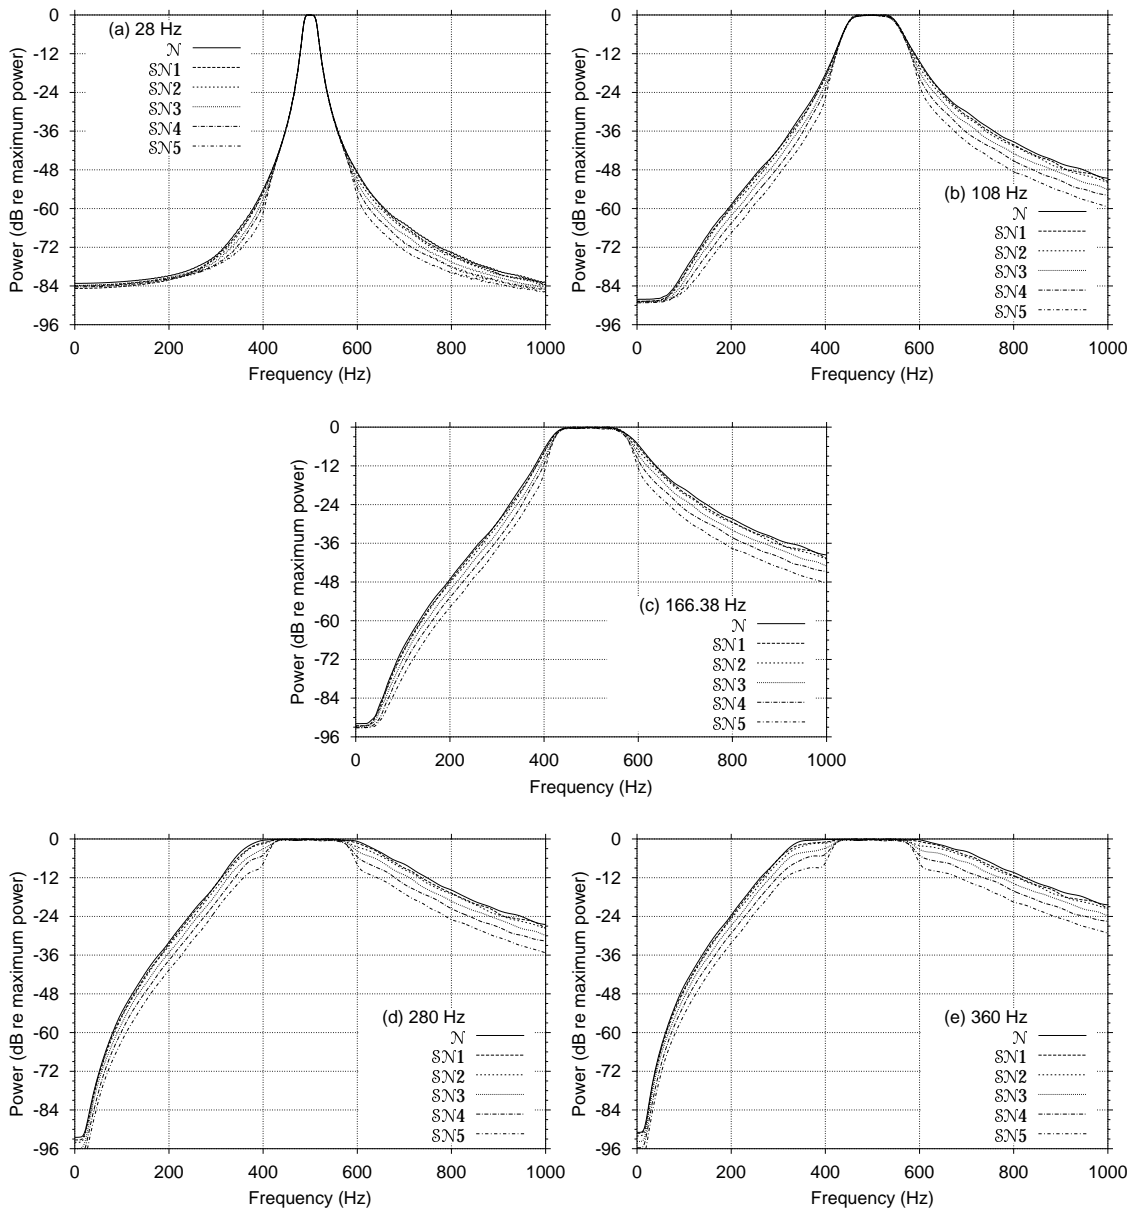 (a) 28 Hz
𝒩
𝒮𝒩1
𝒮𝒩2
𝒮𝒩3
𝒮𝒩4
𝒮𝒩5
0
-12
-24
-36
-48
-60
-72
-84
-96
Power (dB re maximum power)
0 200 400 600 800 1000
Frequency (Hz)
(b) 108 Hz
𝒩
𝒮𝒩1
𝒮𝒩2
𝒮𝒩3
𝒮𝒩4
𝒮𝒩5
0
-12
-24
-36
-48
-60
-72
-84
-96
Power (dB re maximum power)
0 200 400 600 800 1000
Frequency (Hz)
(c) 166.38 Hz
𝒩
𝒮𝒩1
𝒮𝒩2
𝒮𝒩3
𝒮𝒩4
𝒮𝒩5
0
-12
-24
-36
-48
-60
-72
-84
-96
Power (dB re maximum power)
0 200 400 600 800 1000
Frequency (Hz)
(d) 280 Hz
𝒩
𝒮𝒩1
𝒮𝒩2
𝒮𝒩3
𝒮𝒩4
𝒮𝒩5
0
-12
-24
-36
-48
-60
-72
-84
-96
Power (dB re maximum power)
0 200 400 600 800 1000
Frequency (Hz)
(e) 360 Hz
𝒩
𝒮𝒩1
𝒮𝒩2
𝒮𝒩3
𝒮𝒩4
𝒮𝒩5
0
-12
-24
-36
-48
-60
-72
-84
-96
Power (dB re maximum power)
0 200 400 600 800 1000
Frequency (Hz)